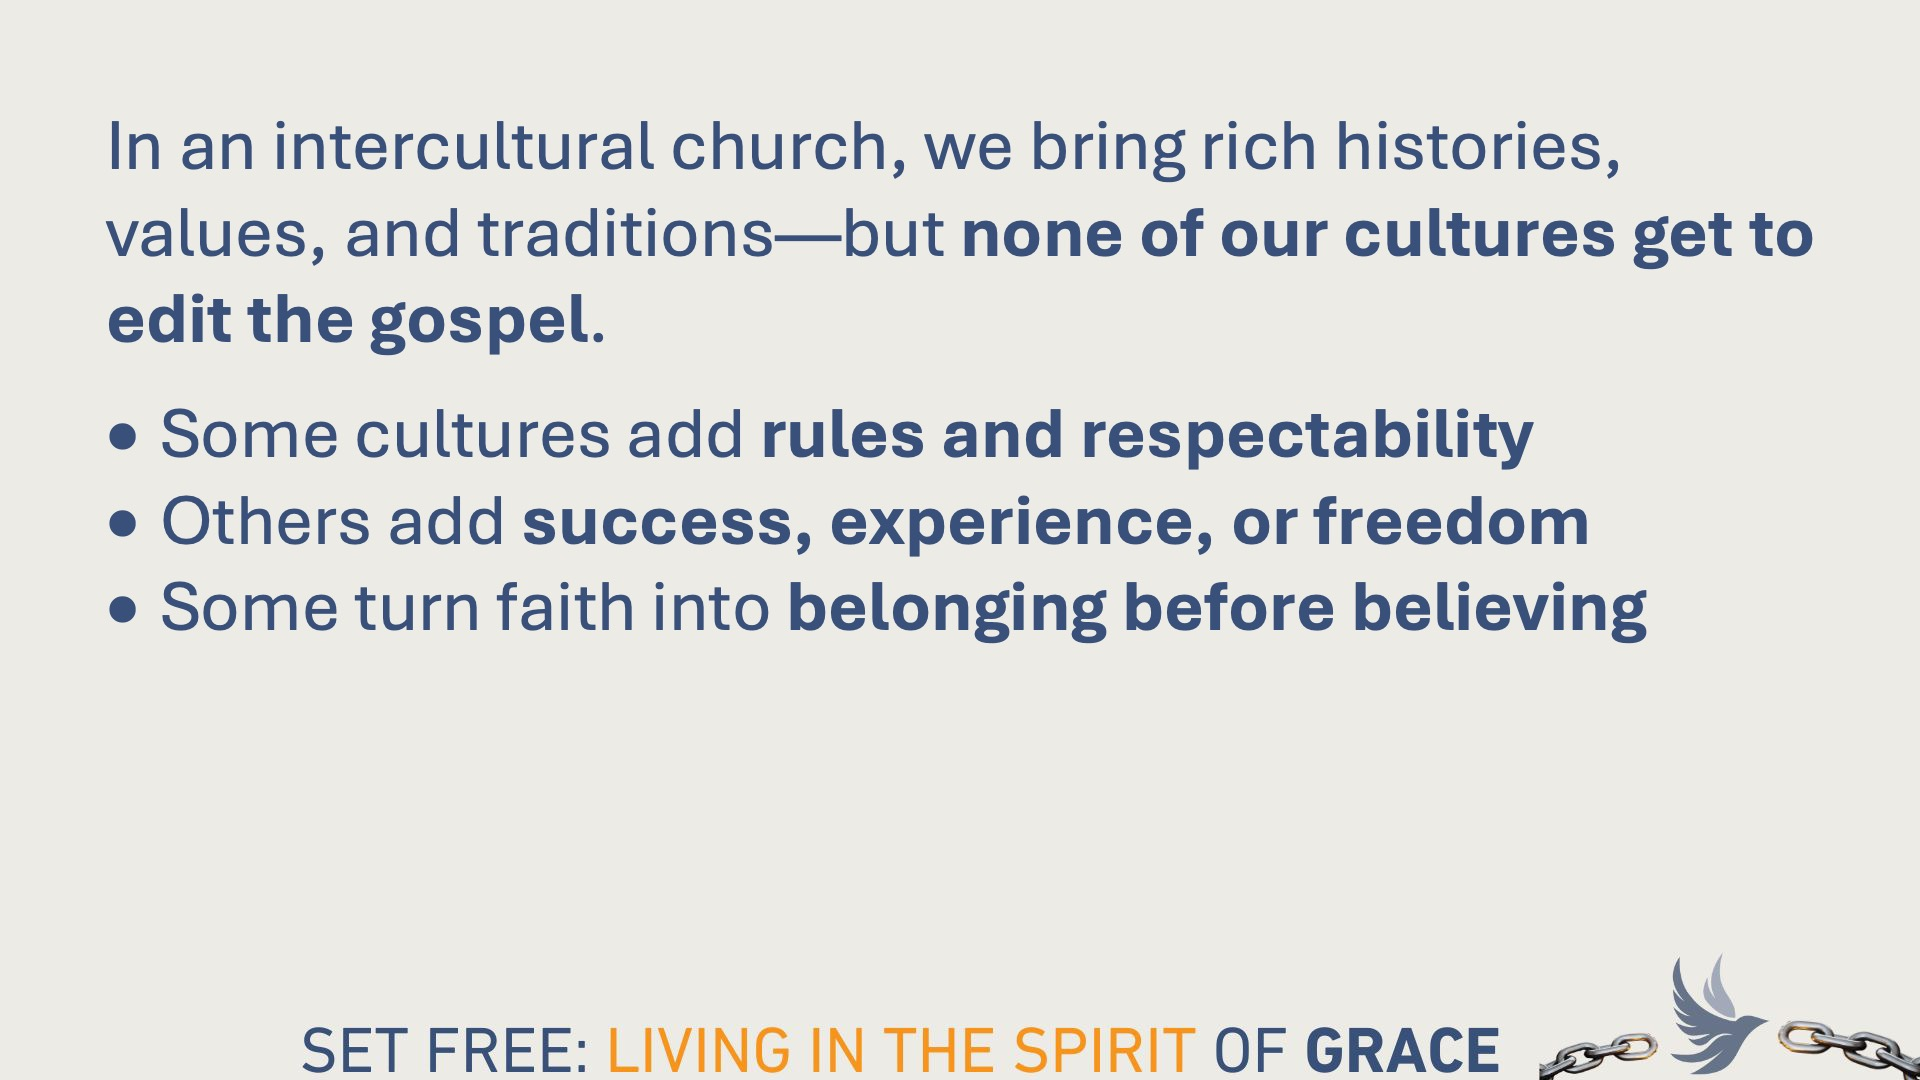 In an intercultural church, we bring rich histories,
values, and traditions—but none of our cultures get to
edit the gospel.
• Some cultures add rules and respectability
• Others add success, experience, or freedom
• Some turn faith into belonging before believing
SET FREE: LIVING IN THE SPIRIT OF GRACE